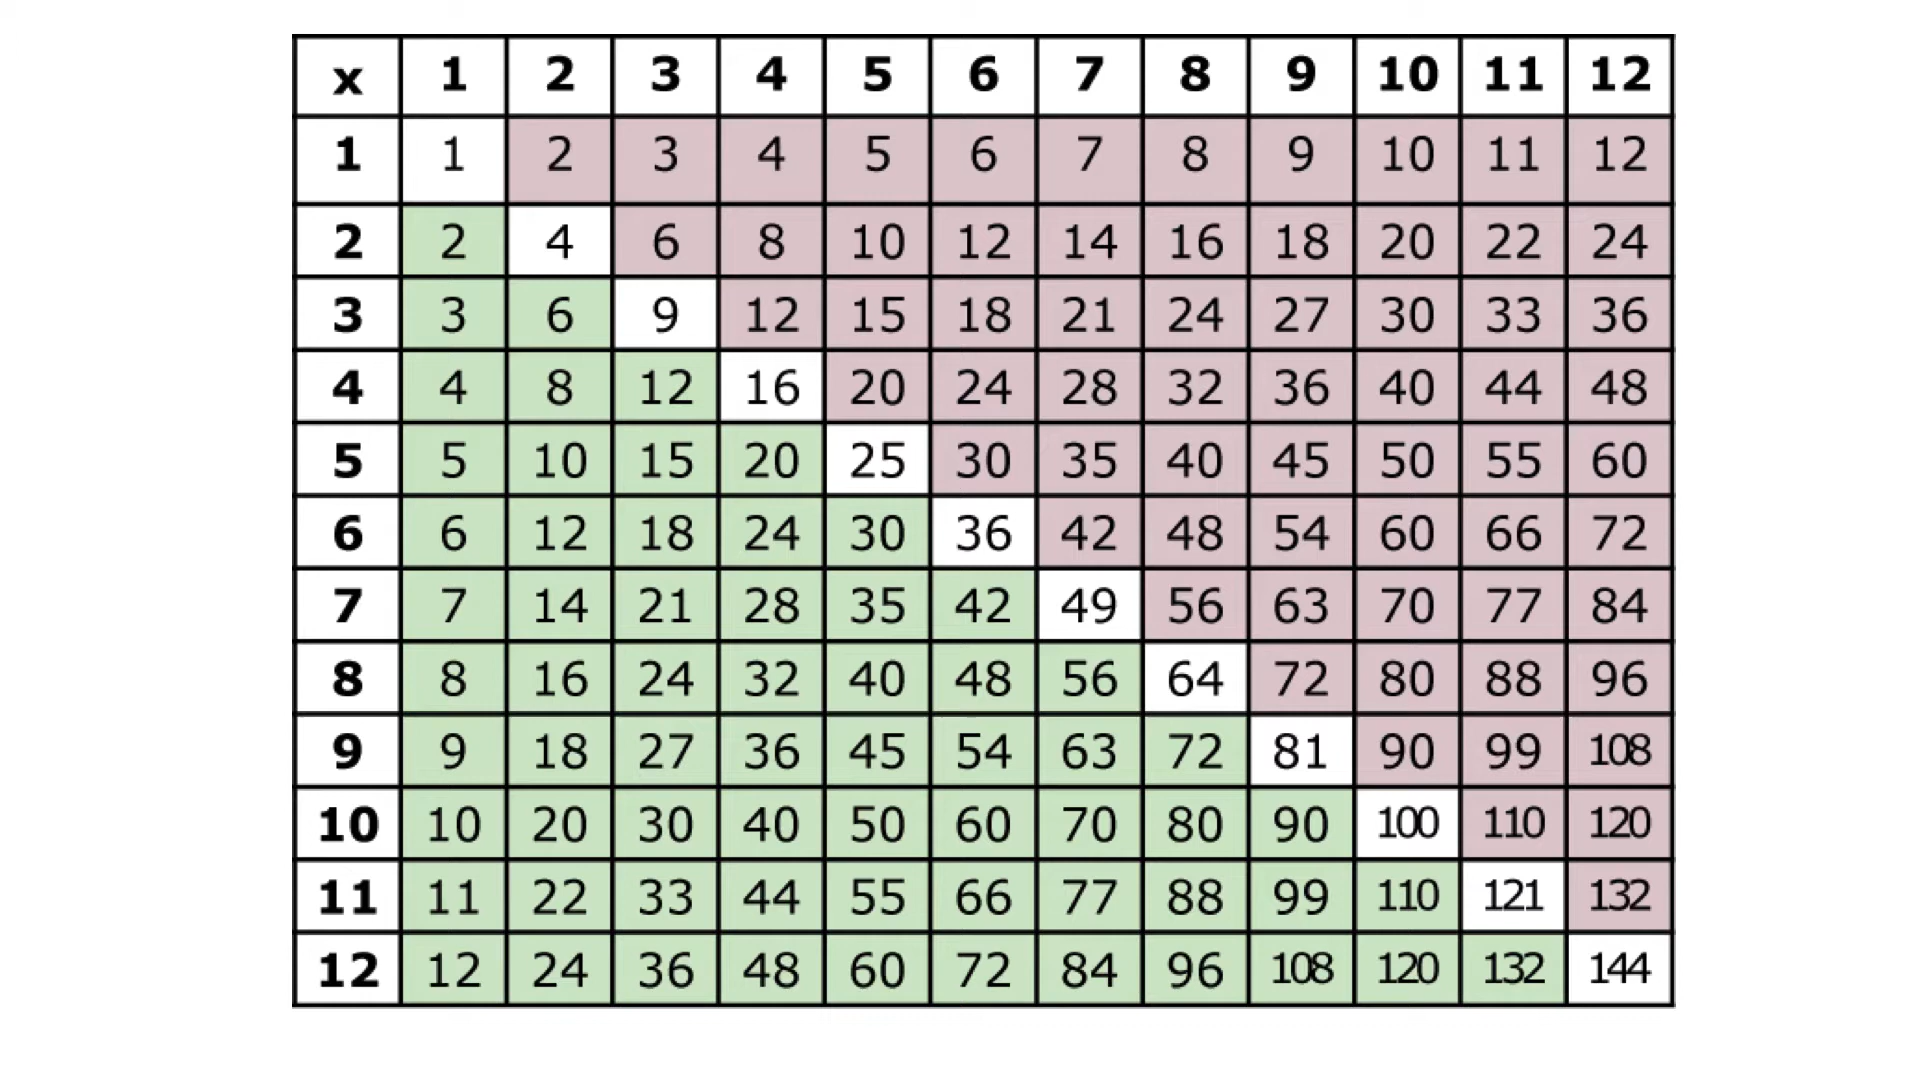 x 1 2 3 4 5 6 7 8 9 10 11 12
1 1 2 3 4 5 6 7 8 9 10 11 12
2 2 4 6 8 10 12 14 16 18 20 22 24
3 3 6 9 12 15 18 21 24 27 30 33 36
4 4 8 12 16 20 24 28 32 36 40 44 48
5 5 10 15 20 25 30 35 40 45 50 55 60
6 6 12 18 24 30 36 42 48 54 60 66 72
7 7 14 21 28 35 42 49 56 63 70 77 84
8 8 16 24 32 40 48 56 64 72 80 88 96
9 9 18 27 36 45 54 63 72 81 90 99 108
10 10 20 30 40 50 60 70 80 90 100 110 120
11 11 22 33 44 55 66 77 88 99 110 121 132
12 12 24 36 48 60 72 84 96 108 120 132 144